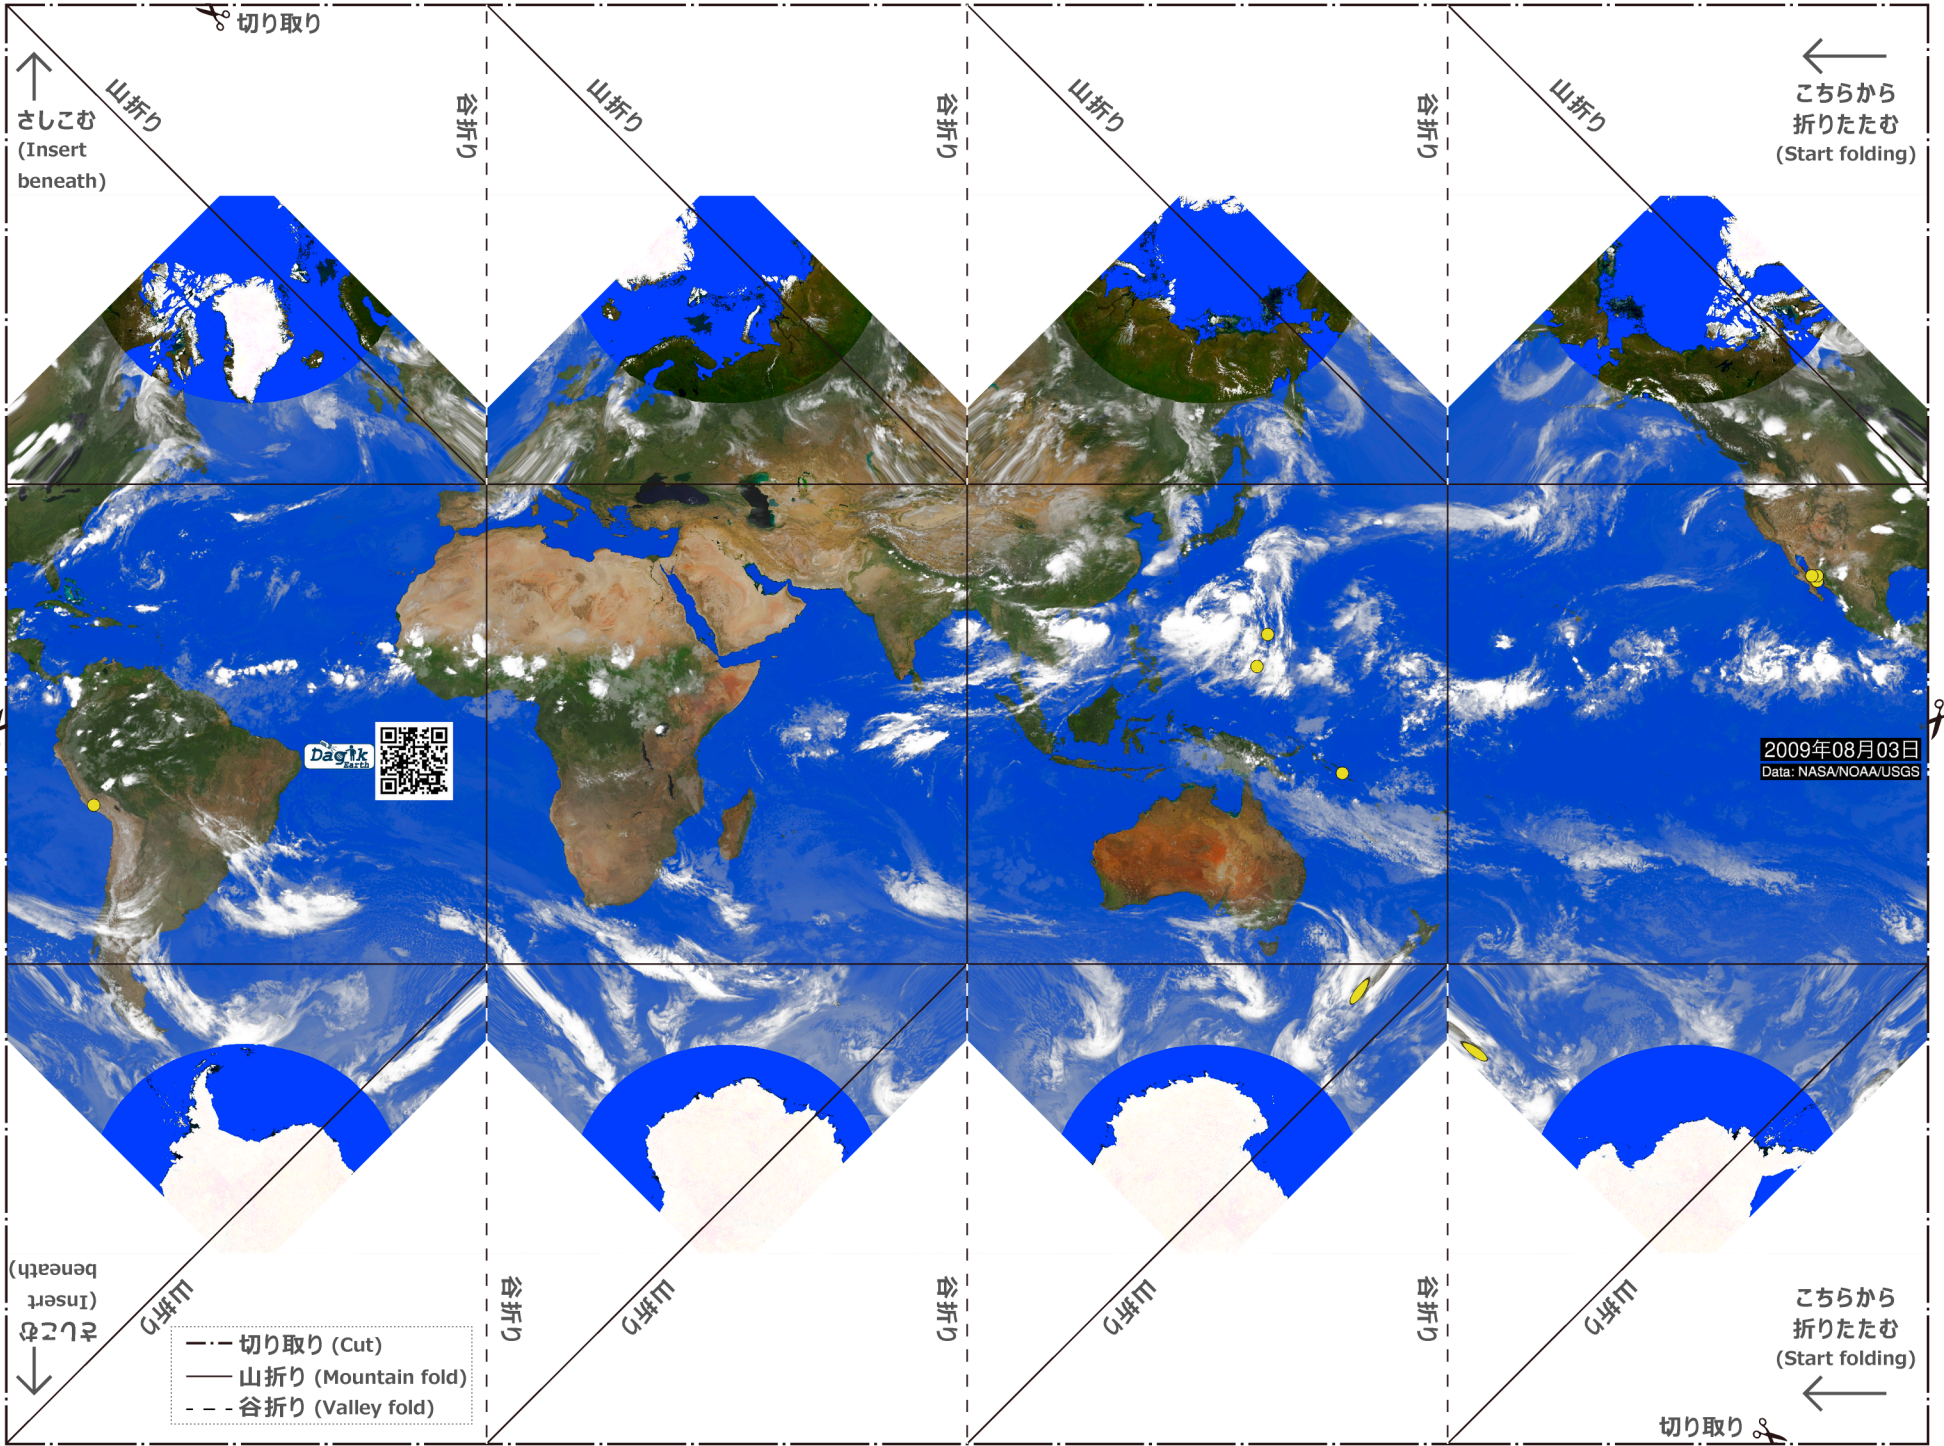 切り取り
山折り
谷折り
山折り
谷折り
山折り
谷折り
山折り
さしこむ
(Insert
beneath)
こちらから
折りたたむ
(Start folding)
Dagik
Earth
2009年08月03日
Data: NASA/NOAA/USGS
さしこむ
(Insert
beneath)
山折り
谷折り
山折り
谷折り
山折り
谷折り
山折り
こちらから
折りたたむ
(Start folding)
切り取り (Cut)
山折り (Mountain fold)
谷折り (Valley fold)
切り取り